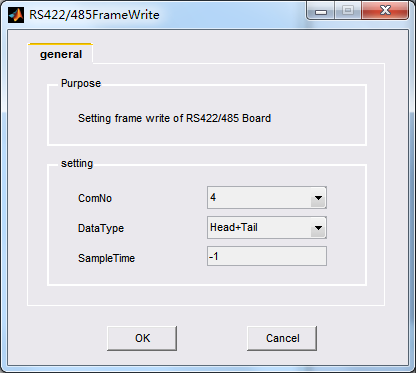 RS422/485FrameWrite
general
Purpose
Setting frame write of RS422/485 Board
setting
ComNo 4
DataType Head+Tail
SampleTime -1
OK Cancel